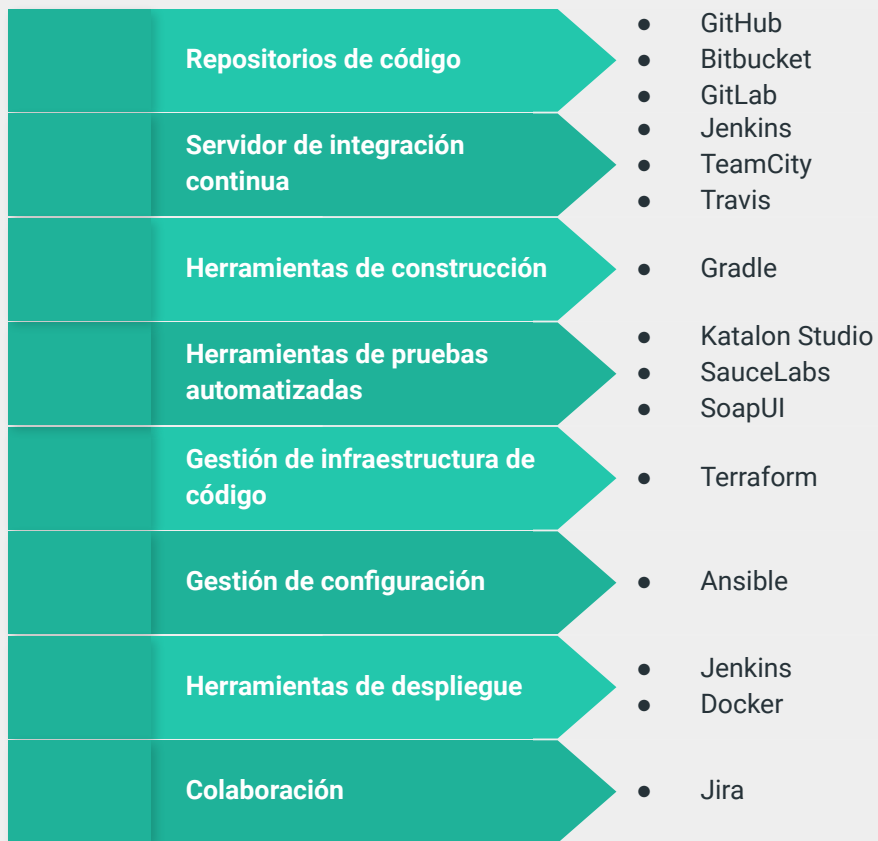 Repositorios de código
● GitHub
● Bitbucket
● GitLab
Servidor de integración
continua
● Jenkins
● TeamCity
● Travis
Herramientas de construcción
● Gradle
Herramientas de pruebas
automatizadas
● Katalon Studio
● SauceLabs
● SoapUI
Gestión de infraestructura de
código
● Terraform
Gestión de configuración
● Ansible
Herramientas de despliegue
● Jenkins
● Docker
Colaboración
● Jira